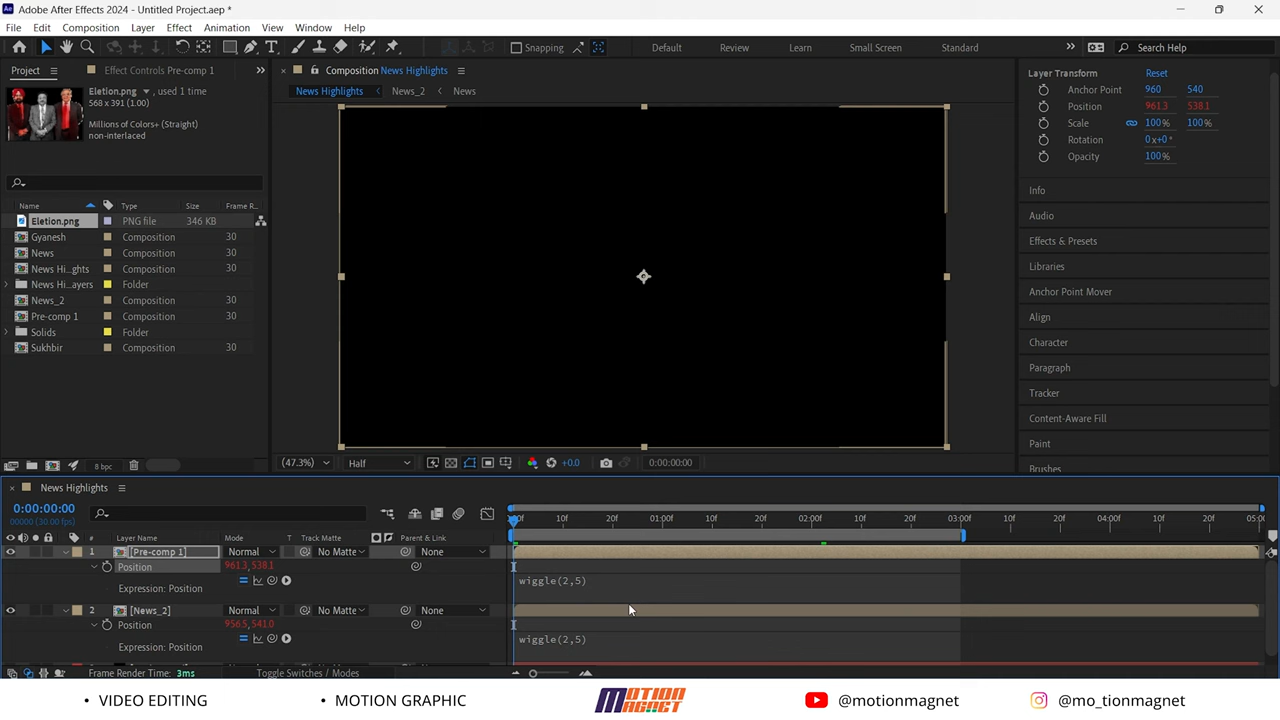 Ae Adobe After Effects 2024 - Untitled Project.aep *
File Edit Composition Layer Effect Animation View Window Help
Snapping Default Review Learn Small Screen Standard Search Help
Project Effect Controls Pre-comp 1
Composition News Highlights
News Highlights News_2 News
Eletion.png , used 1 time
568 x 391 (1.00)
Millions of Colors+ (Straight)
non-interlaced
Name Type Size Frame R...
Eletion.png PNG file 346 KB
Gyanesh Composition 30
News Composition 30
News Hi...ghts Composition 30
News Hi...ayers Folder
News_2 Composition 30
Pre-comp 1 Composition 30
Solids Folder
Sukhbir Composition 30
8 bpc
(47.3%) Half +0.0 0:00:00:00
Layer Transform Reset
Anchor Point 960 540
Position 961.3 538.1
Scale 100% 100%
Rotation 0x+0°
Opacity 100%
Info
Audio
Effects & Presets
Libraries
Anchor Point Mover
Align
Character
Paragraph
Tracker
Content-Aware Fill
Paint
Brushes
News Highlights
0:00:00:00
00000 (30.00 fps)
10f 20f 01:00f 10f 20f 02:00f 10f 20f 03:00f 10f 20f 04:00f 10f 20f 05:0
# Layer Name Mode T Track Matte Parent & Link
1 [Pre-comp 1] Normal No Matte None
Position 961.3, 538.1
Expression: Position wiggle(2,5)
2 [News_2] Normal No Matte None
Position 956.5, 541.0
Expression: Position wiggle(2,5)
Frame Render Time: 3ms Toggle Switches / Modes
• VIDEO EDITING • MOTION GRAPHIC MOTION MAGNET @motionmagnet @mo_tionmagnet